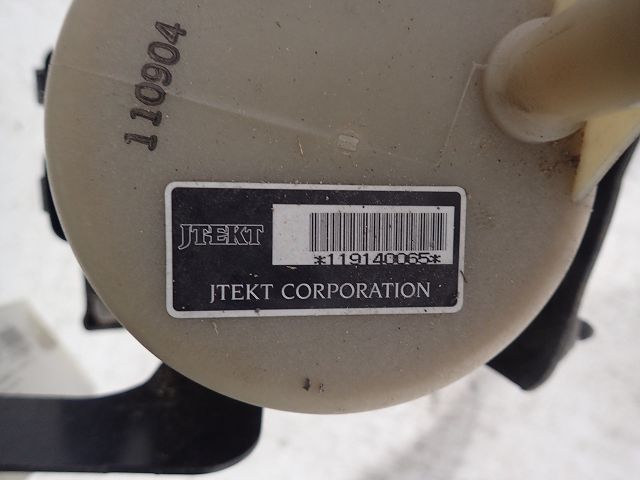 110904
JTEKT
*119140065*
JTEKT CORPORATION